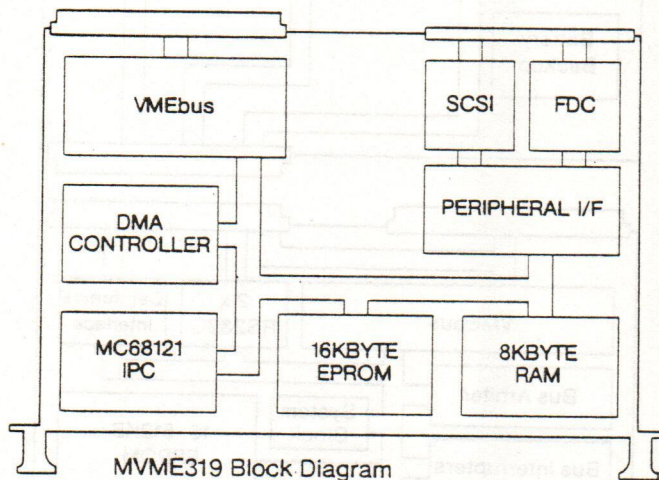 VMEbus
SCSI
FDC
DMA
CONTROLLER
PERIPHERAL I/F
MC68121
IPC
16KBYTE
EPROM
8KBYTE
RAM
MVME319 Block Diagram